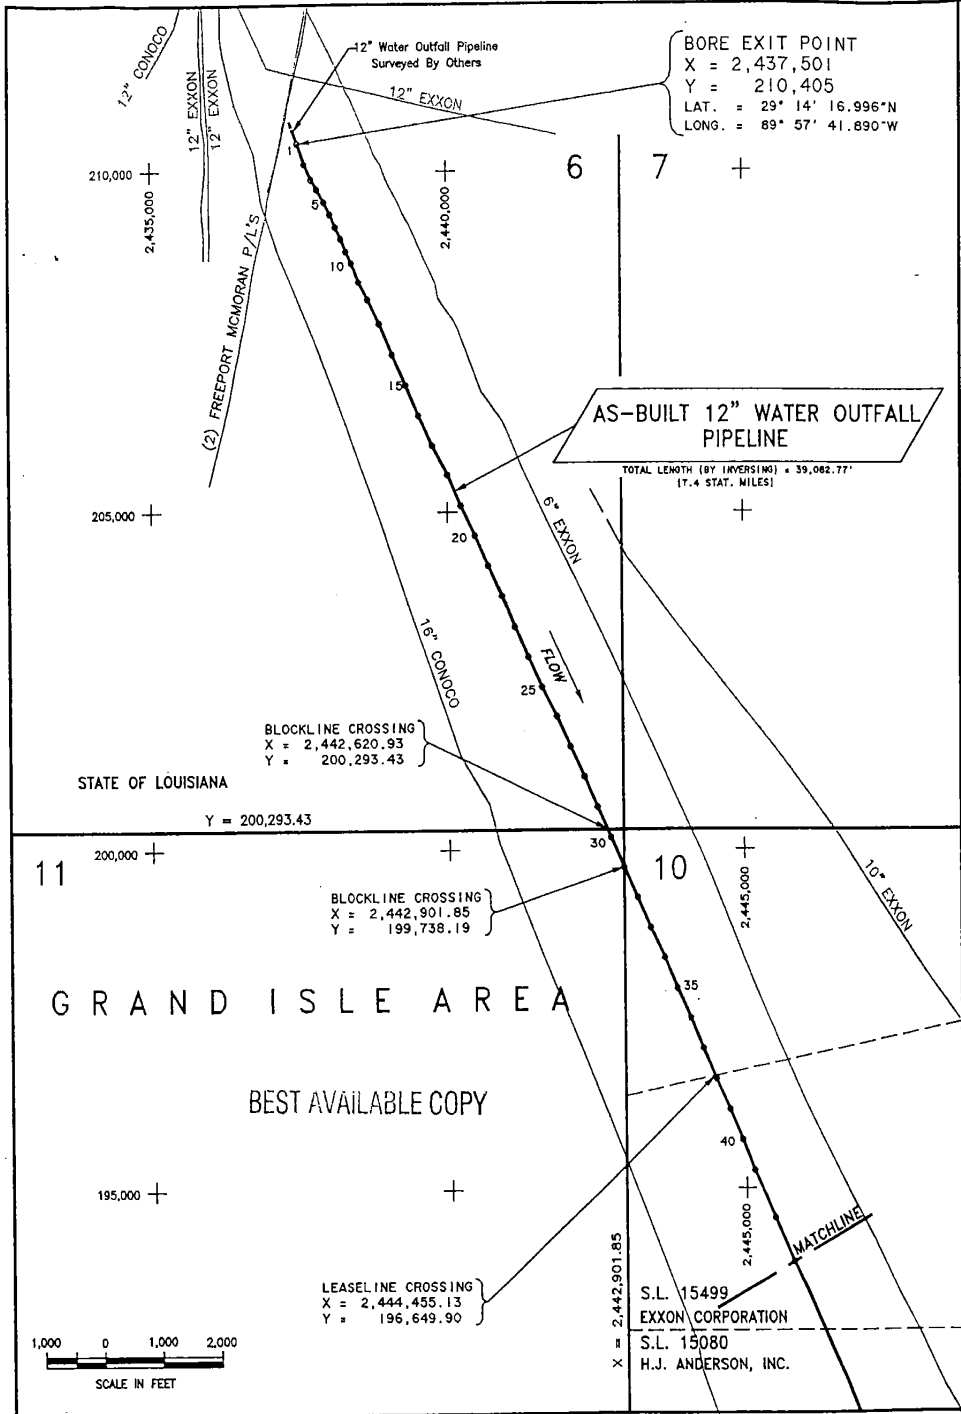 12" CONOCO
12" EXXON
12" EXXON
12" Water Outfall Pipeline
Surveyed By Others
12" EXXON
BORE EXIT POINT
X = 2,437,501
Y = 210,405
LAT. = 29° 14' 16.996"N
LONG. = 89° 57' 41.890"W
1
6
7
210,000
2,435,000
2,440,000
5
10
(2) FREEPORT MCMORAN P/L'S
15
AS-BUILT 12" WATER OUTFALL
PIPELINE
TOTAL LENGTH (BY INVERSING) = 39,082.77'
(7.4 STAT. MILES)
205,000
20
6" EXXON
16" CONOCO
FLOW
25
BLOCKLINE CROSSING
X = 2,442,620.93
Y = 200,293.43
STATE OF LOUISIANA
Y = 200,293.43
30
200,000
11
10
2,445,000
10" EXXON
BLOCKLINE CROSSING
X = 2,442,901.85
Y = 199,738.19
35
GRAND ISLE AREA
BEST AVAILABLE COPY
40
195,000
2,445,000
MATCHLINE
X = 2,442,901.85
LEASELINE CROSSING
X = 2,444,455.13
Y = 196,649.90
S.L. 15499
EXXON CORPORATION
S.L. 15080
H.J. ANDERSON, INC.
1,000 0 1,000 2,000
SCALE IN FEET